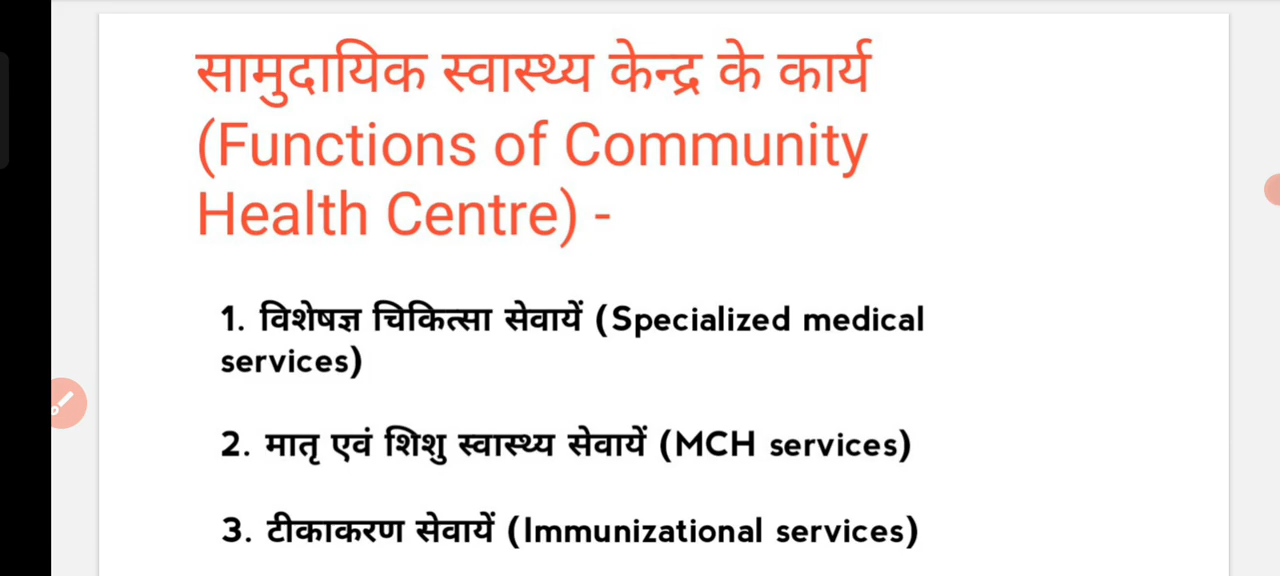 सामुदायिक स्वास्थ्य केन्द्र के कार्य
(Functions of Community
Health Centre) -
1. विशेषज्ञ चिकित्सा सेवायें (Specialized medical
services)
2. मातृ एवं शिशु स्वास्थ्य सेवायें (MCH services)
3. टीकाकरण सेवायें (Immunizational services)